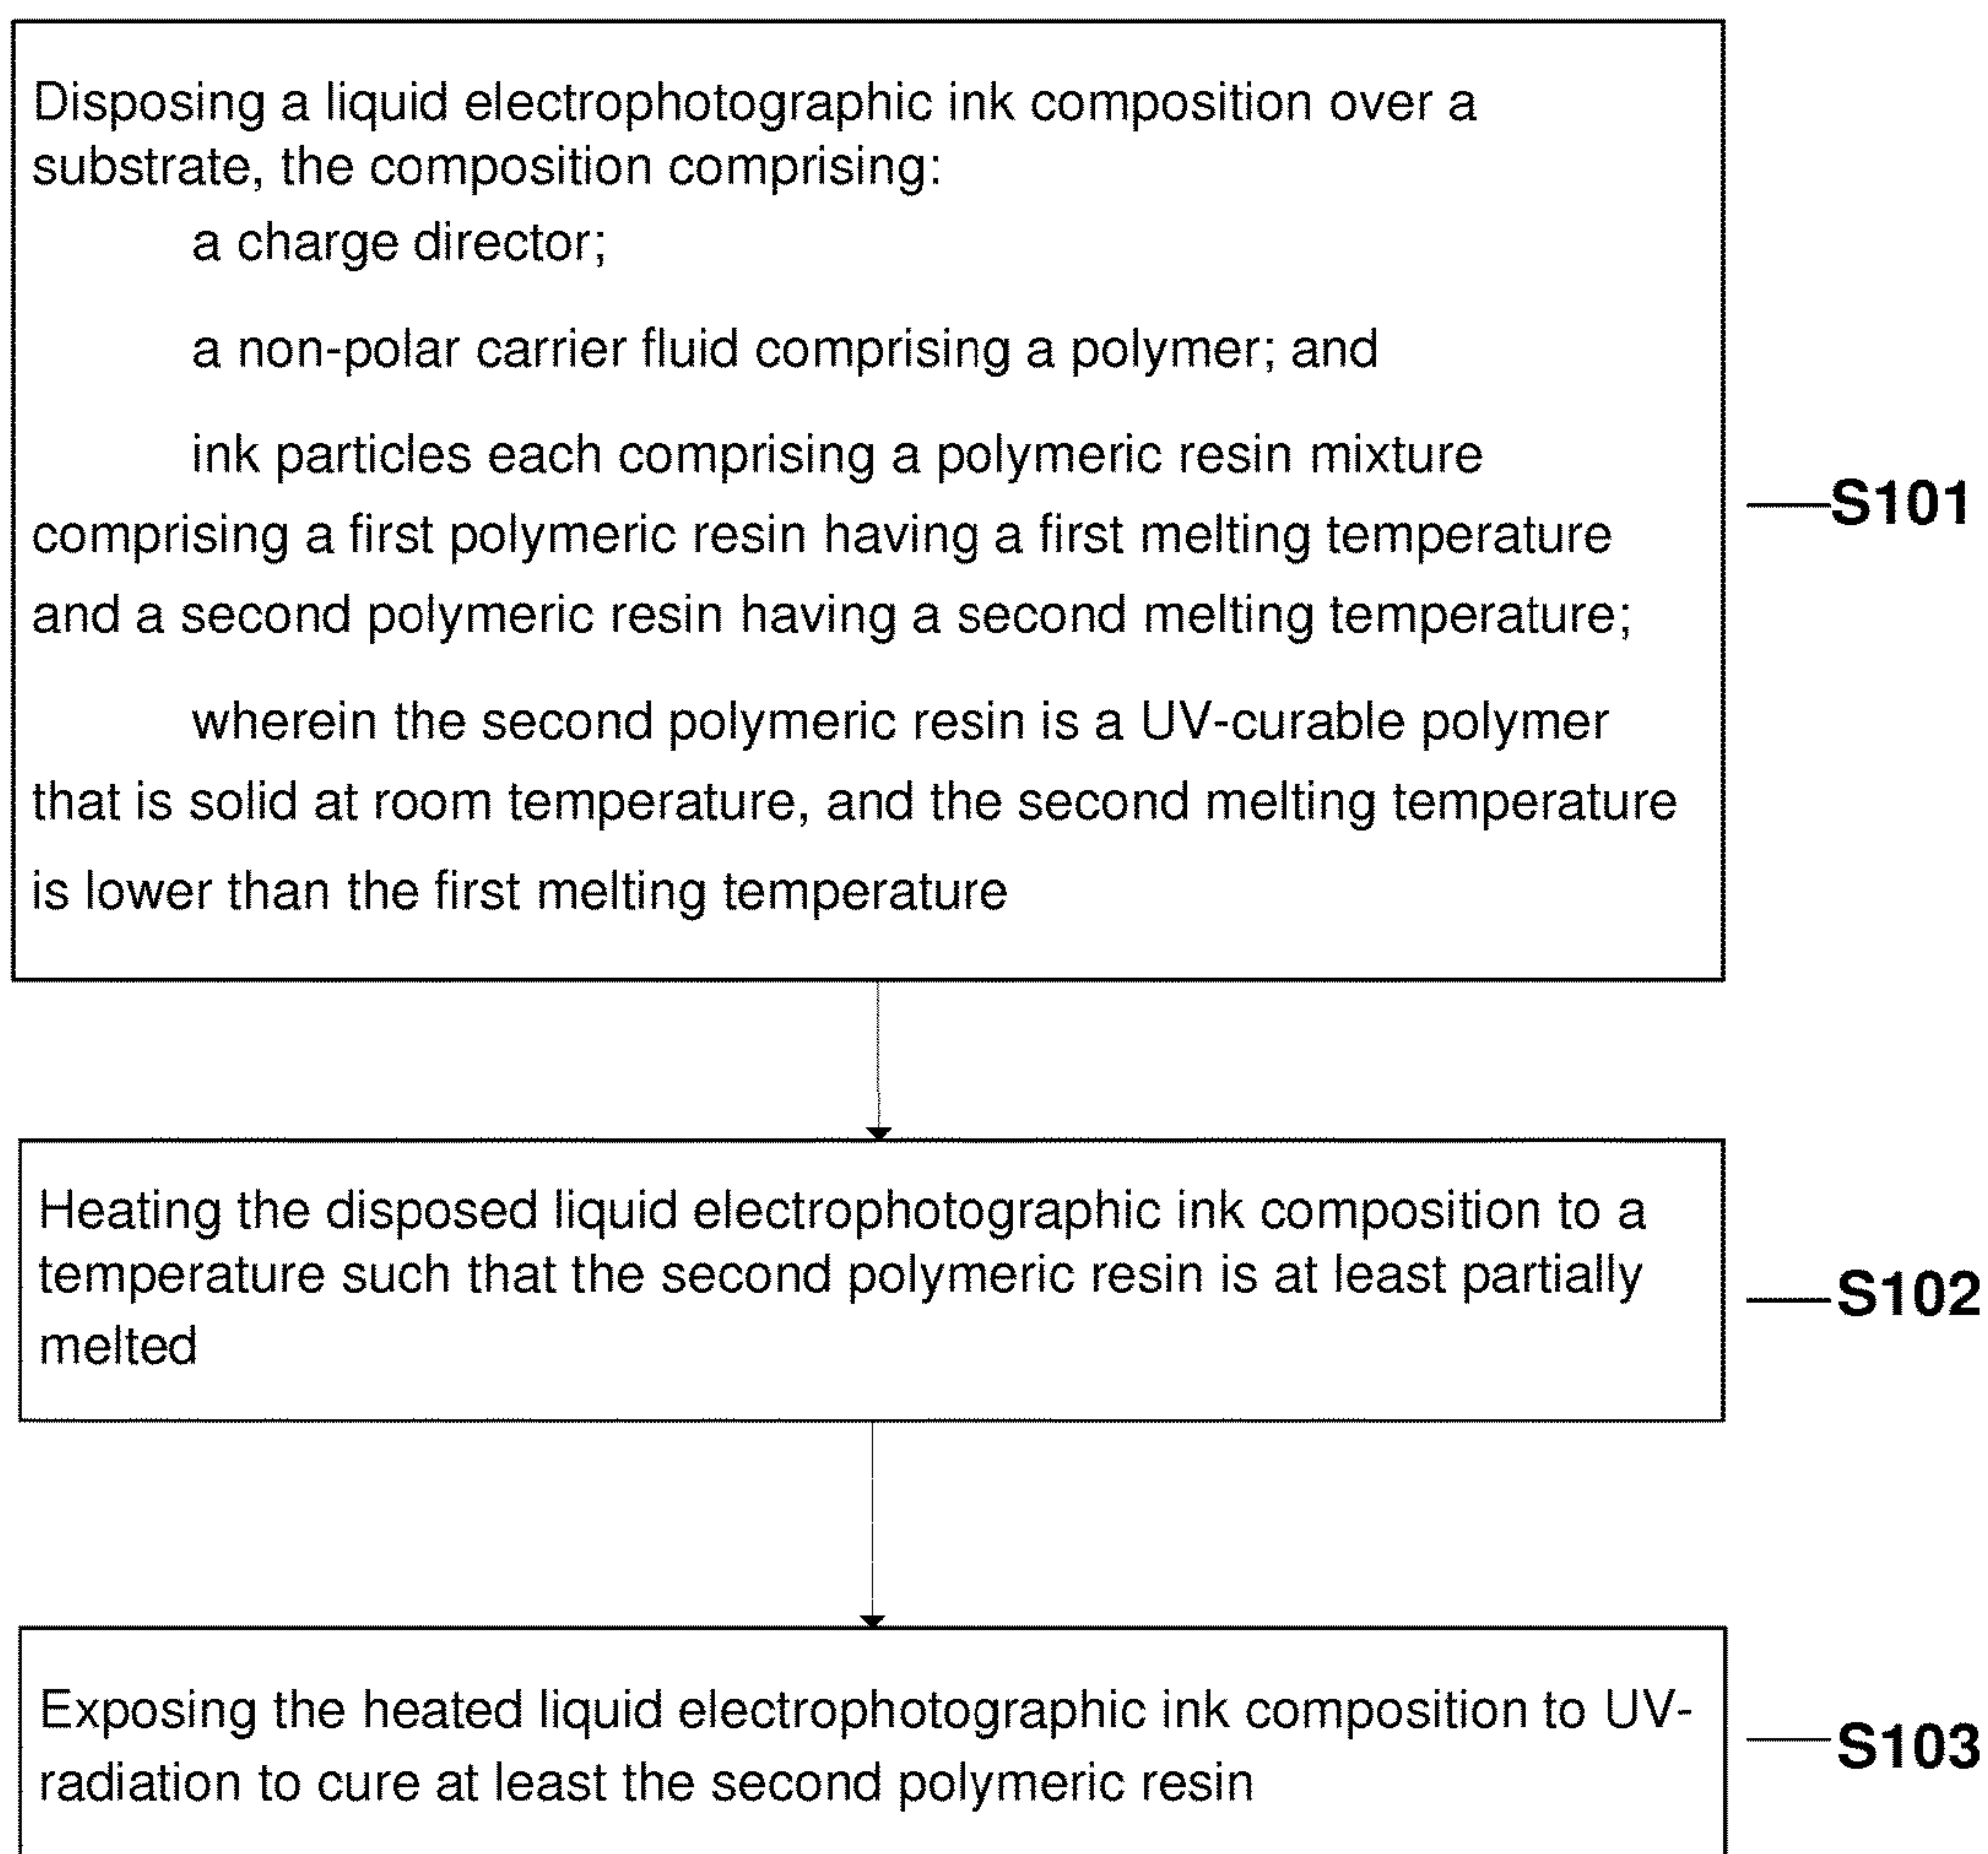 Disposing a liquid electrophotographic ink composition over a
substrate, the composition comprising:
a charge director;
a non-polar carrier fluid comprising a polymer; and
ink particles each comprising a polymeric resin mixture
comprising a first polymeric resin having a first melting temperature
and a second polymeric resin having a second melting temperature;
wherein the second polymeric resin is a UV-curable polymer
that is solid at room temperature, and the second melting temperature
is lower than the first melting temperature
S101
Heating the disposed liquid electrophotographic ink composition to a
temperature such that the second polymeric resin is at least partially
melted
S102
Exposing the heated liquid electrophotographic ink composition to UV-
radiation to cure at least the second polymeric resin
S103